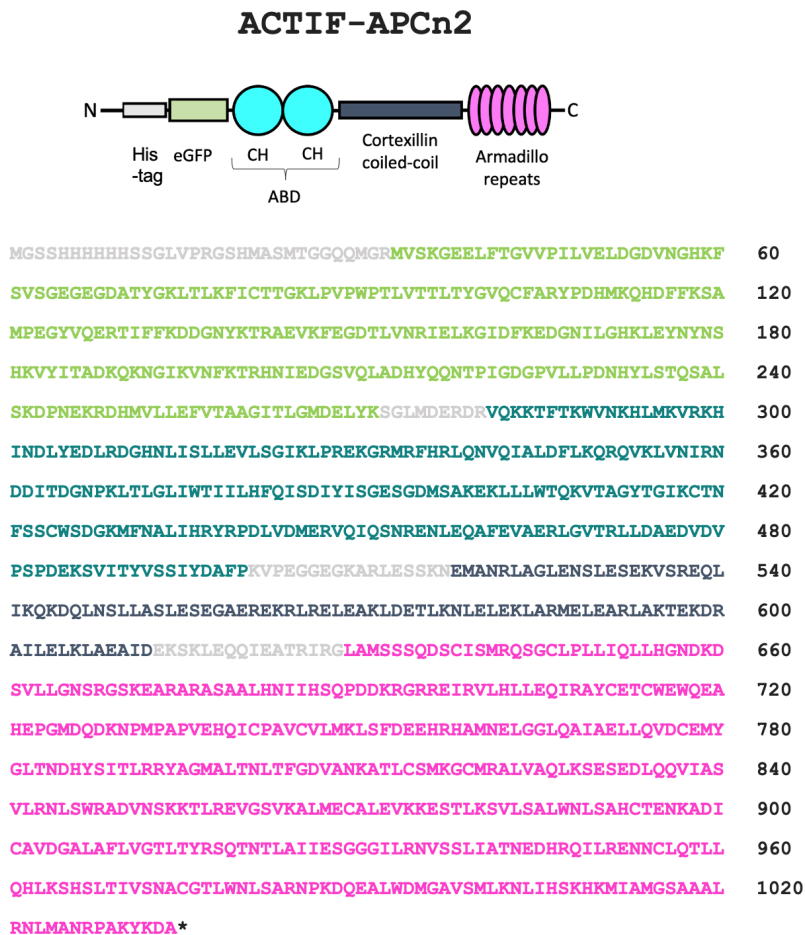 ACTIF-APCn2
N
C
His
-tag
eGFP
CH
CH
ABD
Cortexillin
coiled-coil
Armadillo
repeats
MGSSHHHHHHSSGLVPRGSHMASMTGGQQMGRMVSKGEELFTGVVPILVELDGDVNGHKF 60
SVSGEGEGDATYGKLTLKFICTTGKLPVPWPTLVTTLTYGVQCFARYPDHMKQHDFFKSA 120
MPEGYVQERTIFFKDDGNYKTRAEVKFEGDTLVNRIELKGIDFKEDGNILGHKLEYNYNS 180
HKVYITADKQKNGIKVNFKTRHNIEDGSVQLADHYQQNTPIGDGPVLLPDNHYLSTQSAL 240
SKDPNEKRDHMVLLEFVTAAGITLGMDELYKSGLMDERDRVQKKTFTKWVNKHLMKVRKH 300
INDLYEDLRDGHNLISLLEVLSGIKLPREKGRMRFHRLQNVQIALDFLKQRQVKLVNIRN 360
DDITDGNPKLTLGLIWTIILHFQISDIYISGESGDMSAKEKLLLWTQKVTAGYTGIKCTN 420
FSSCWSDGKMFNALIHRYRPDLVDMERVQIQSNRENLEQAFEVAERLGVTRLLDAEDVDV 480
PSPDEKSVITYVSSIYDAFPKVPEGGEGKARLESSKNEMANRLAGLENSLESEKVSREQL 540
IKQKDQLNSLLASLESEGAEREKRLRELEAKLDETLKNLELEKLARMELEARLAKTEKDR 600
AILELKLAEAIDEKSKLEQQIEATRIRGLAMSSSQDSCISMRQSGCLPLLIQLLHGNDKD 660
SVLLGNSRGSKEARARASAALHNIIHSQPDDKRGRREIRVLHLLEQIRAYCETCWEWQEA 720
HEPGMDQDKNPMPAPVEHQICPAVCVLMKLSFDEEHRHAMNELGGLQAIAELLQVDCEMY 780
GLTNDHYSITLRRYAGMALTNLTFGDVANKATLCSMKGCMRALVAQLKSESEDLQQVIAS 840
VLRNLSWRADVNSKKTLREVGSVKALMECALEVKKESTLKSVLSALWNLSAHCTENKADI 900
CAVDGALAFLVGTLTYRSQTNTLAIIESGGGILRNVSSLIATNEDHRQILRENNCLQTLL 960
QHLKSHSLTIVSNACGTLWNLSARNPKDQEALWDMGAVSMLKNLIHSKHKMIAMGSAAAL 1020
RNLMANRPAKYKDA*